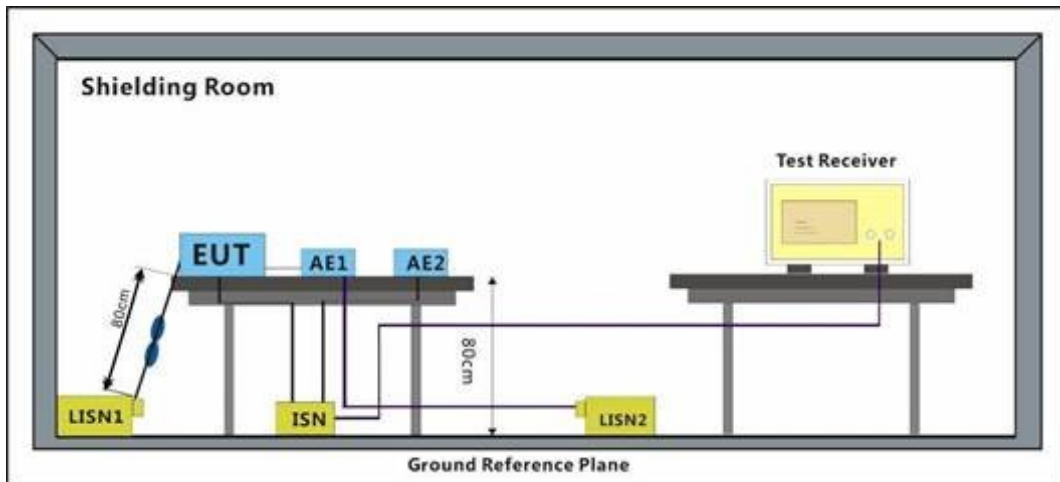 Shielding Room
Test Receiver
EUT
AE1
AE2
80cm
80cm
LISN1
ISN
LISN2
Ground Reference Plane